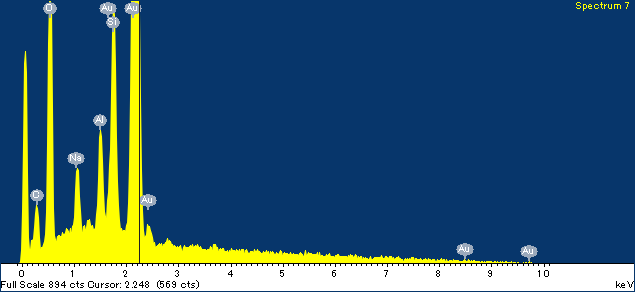 Spectrum 7
O Au Au
Si
Al
Na
C
Au
Au Au
0 1 2 3 4 5 6 7 8 9 10
Full Scale 894 cts Cursor: 2.248 (569 cts) keV